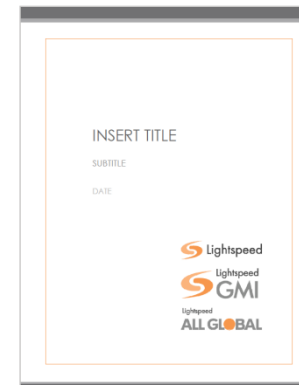 INSERT TITLE
SUBTITLE
DATE
Lightspeed
Lightspeed
GMI
Lightspeed
ALL GLOBAL